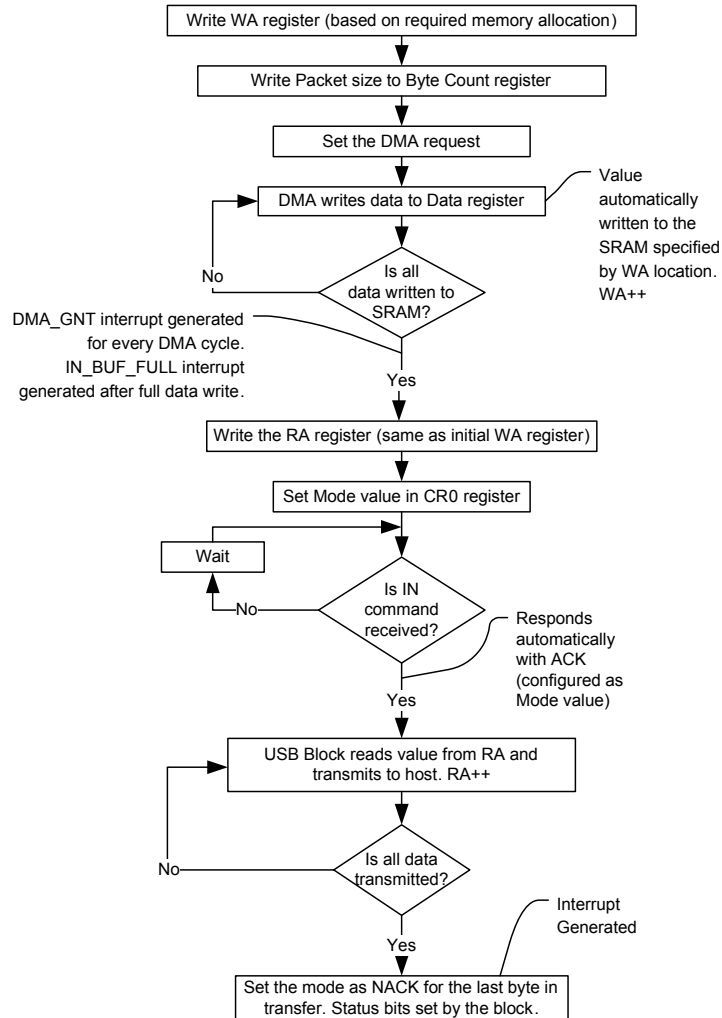 Write WA register (based on required memory allocation)
Write Packet size to Byte Count register
Set the DMA request
DMA writes data to Data register
Value
automatically
written to the
SRAM specified
by WA location.
WA++
No
Is all
data written to
SRAM?
DMA_GNT interrupt generated
for every DMA cycle.
IN_BUF_FULL interrupt
generated after full data write.
Yes
Write the RA register (same as initial WA register)
Set Mode value in CR0 register
Wait
Is IN
command
received?
No
Responds
automatically
with ACK
(configured as
Mode value)
Yes
USB Block reads value from RA and
transmits to host. RA++
Is all data
transmitted?
No
Interrupt
Generated
Yes
Set the mode as NACK for the last byte in
transfer. Status bits set by the block.